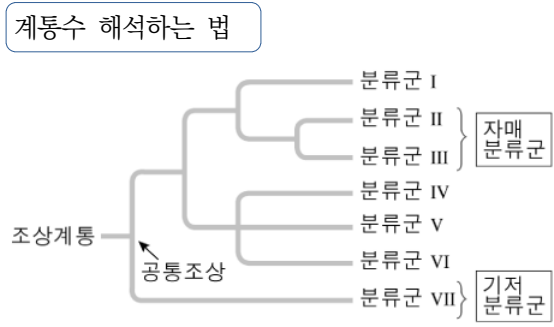 계통수 해석하는 법
분류군 I
분류군 II
분류군 III
자매
분류군
분류군 IV
분류군 V
분류군 VI
분류군 VII
기저
분류군
조상계통
공통조상